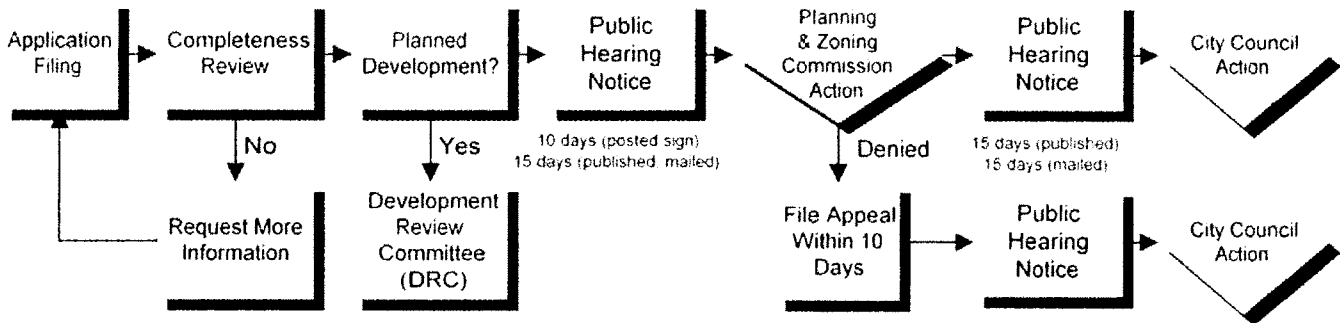 Application
Filing
Completeness
Review
Planned
Development?
Public
Hearing
Notice
Planning
& Zoning
Commission
Action
Public
Hearing
Notice
City Council
Action
No
Yes
10 days (posted sign)
15 days (published, mailed)
Denied
15 days (published)
15 days (mailed)
Request More
Information
Development
Review
Committee
(DRC)
File Appeal
Within 10
Days
Public
Hearing
Notice
City Council
Action